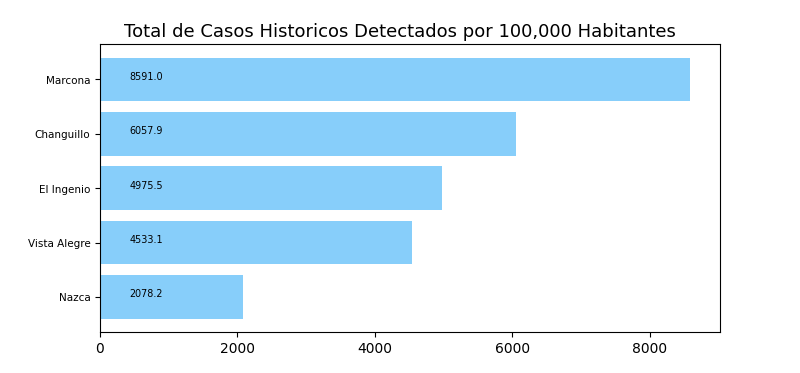 Total de Casos Historicos Detectados por 100,000 Habitantes
Marcona 8591.0
Changuillo 6057.9
El Ingenio 4975.5
Vista Alegre 4533.1
Nazca 2078.2
0 2000 4000 6000 8000